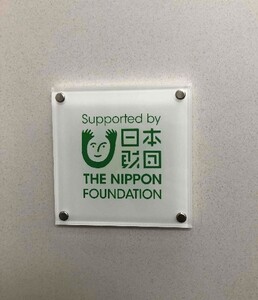 Supported by
日本
財団
THE NIPPON
FOUNDATION